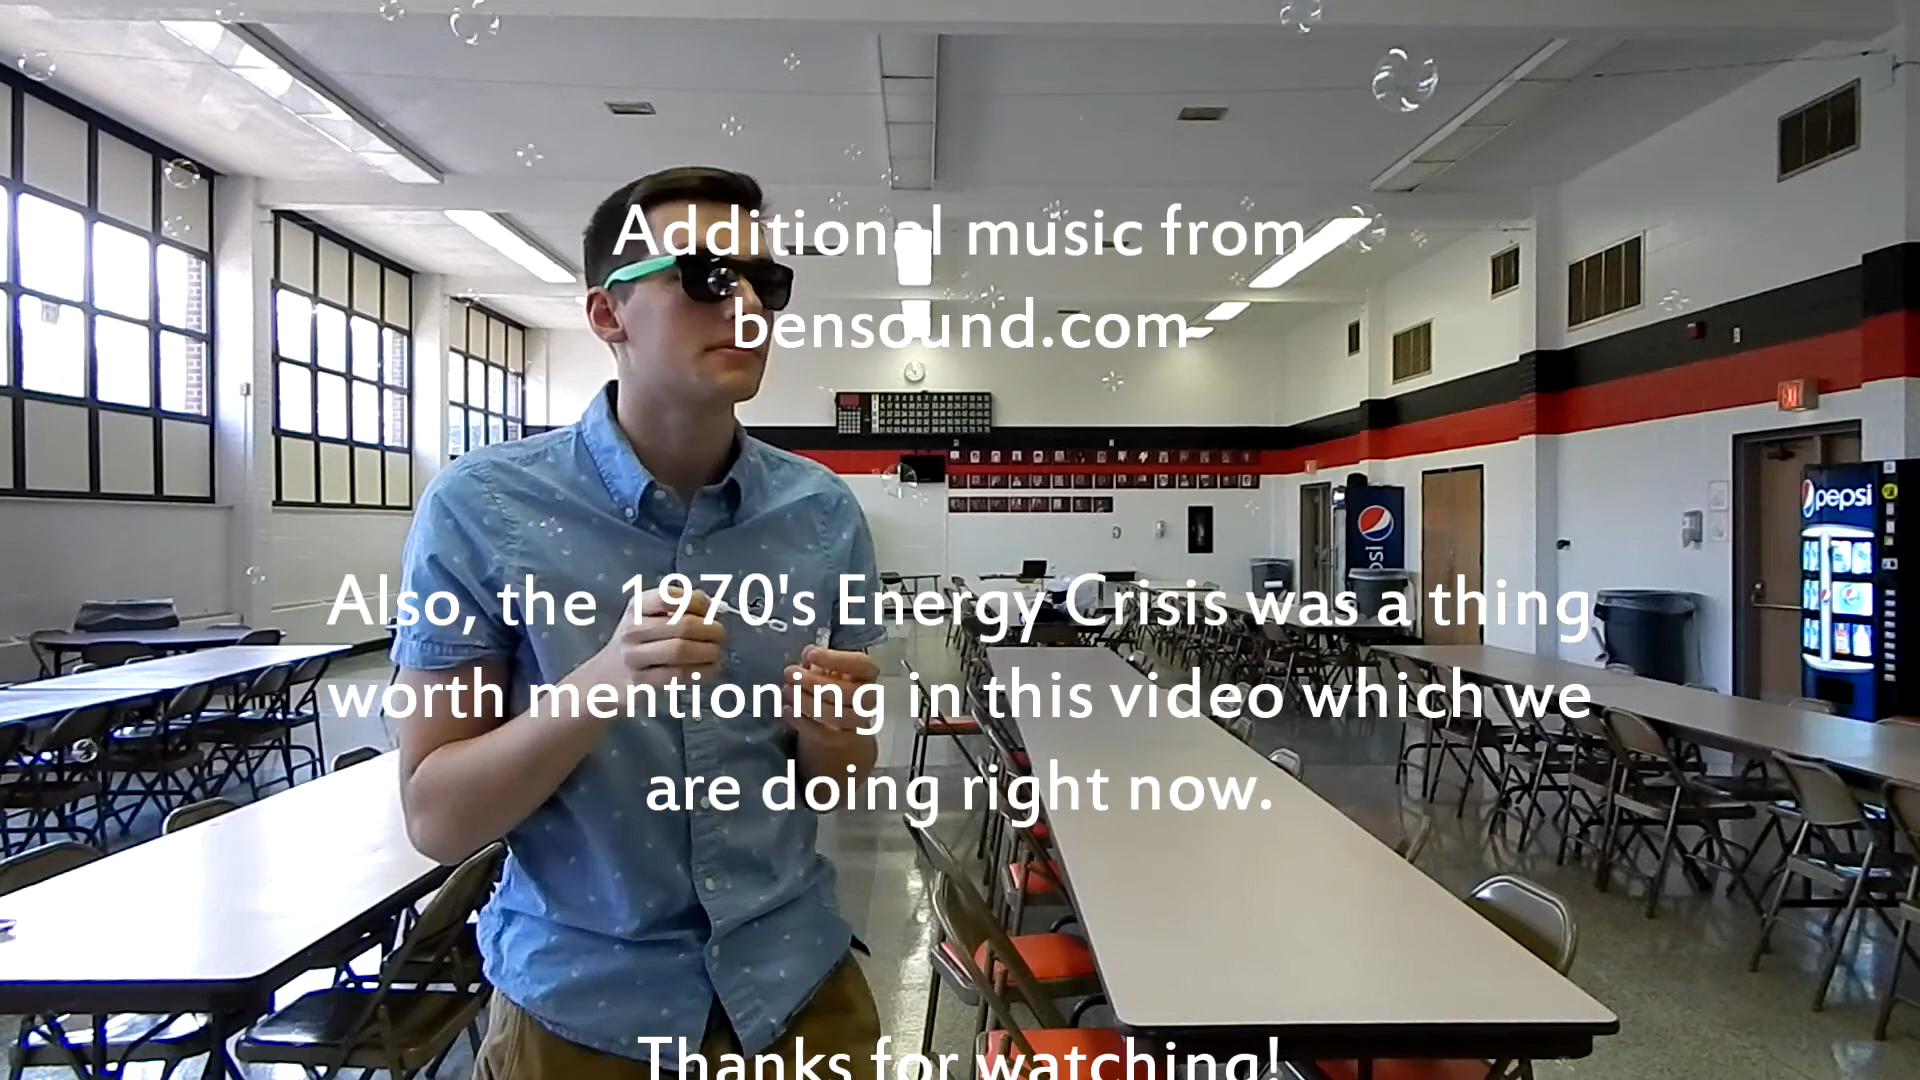 Additional music from
bensound.com
pepsi
Also, the 1970's Energy Crisis was a thing
worth mentioning in this video which we
are doing right now.
Thanks for watching!